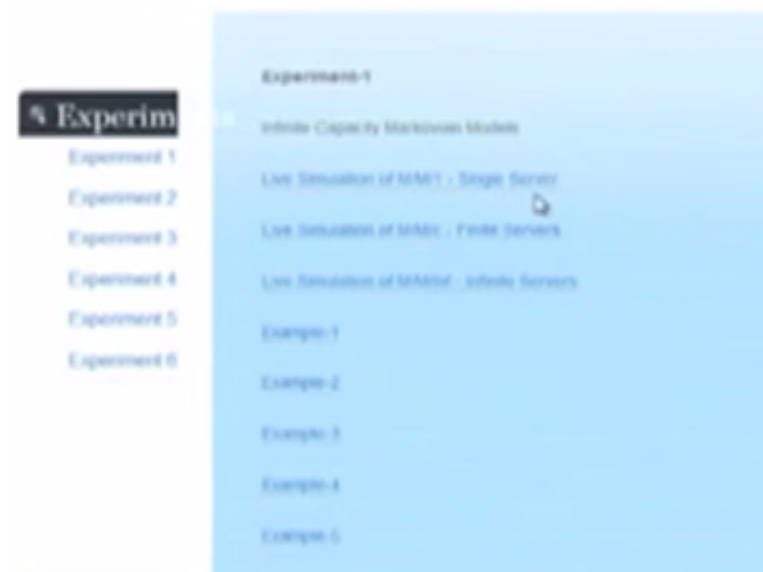 Experim
Experiment 1
Experiment 2
Experiment 3
Experiment 4
Experiment 5
Experiment 6
Experiment-1
Infinite Capacity Markovian Models
Live Simulation of M/M/1 - Single Server
Live Simulation of M/M/c - Finite Servers
Live Simulation of M/M/inf - Infinite Servers
Example-1
Example-2
Example-3
Example-4
Example-5